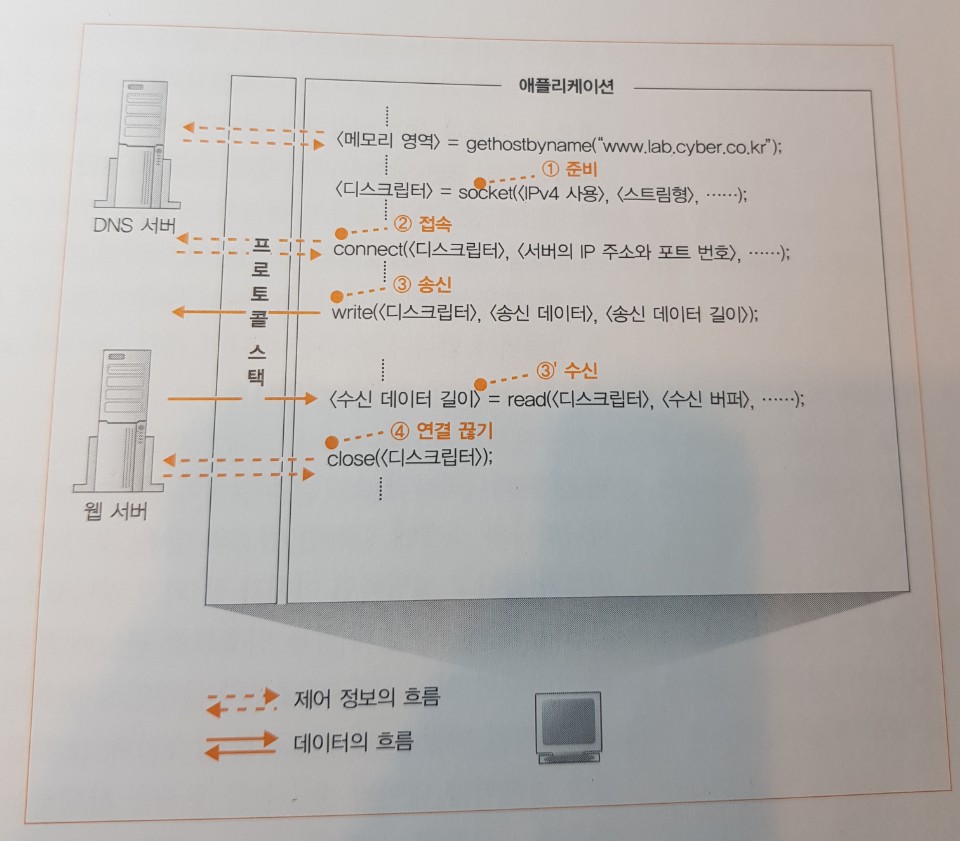 애플리케이션
〈메모리 영역〉 = gethostbyname("www.lab.cyber.co.kr");
① 준비
〈디스크립터〉 = socket(〈IPv4 사용〉, 〈스트림형〉, ……);
DNS 서버
② 접속
connect(〈디스크립터〉, 〈서버의 IP 주소와 포트 번호〉, ……);
③ 송신
write(〈디스크립터〉, 〈송신 데이터〉, 〈송신 데이터 길이〉);
프로토콜 스택
③' 수신
〈수신 데이터 길이〉 = read(〈디스크립터〉, 〈수신 버퍼〉, ……);
④ 연결 끊기
close(〈디스크립터〉);
웹 서버
제어 정보의 흐름
데이터의 흐름